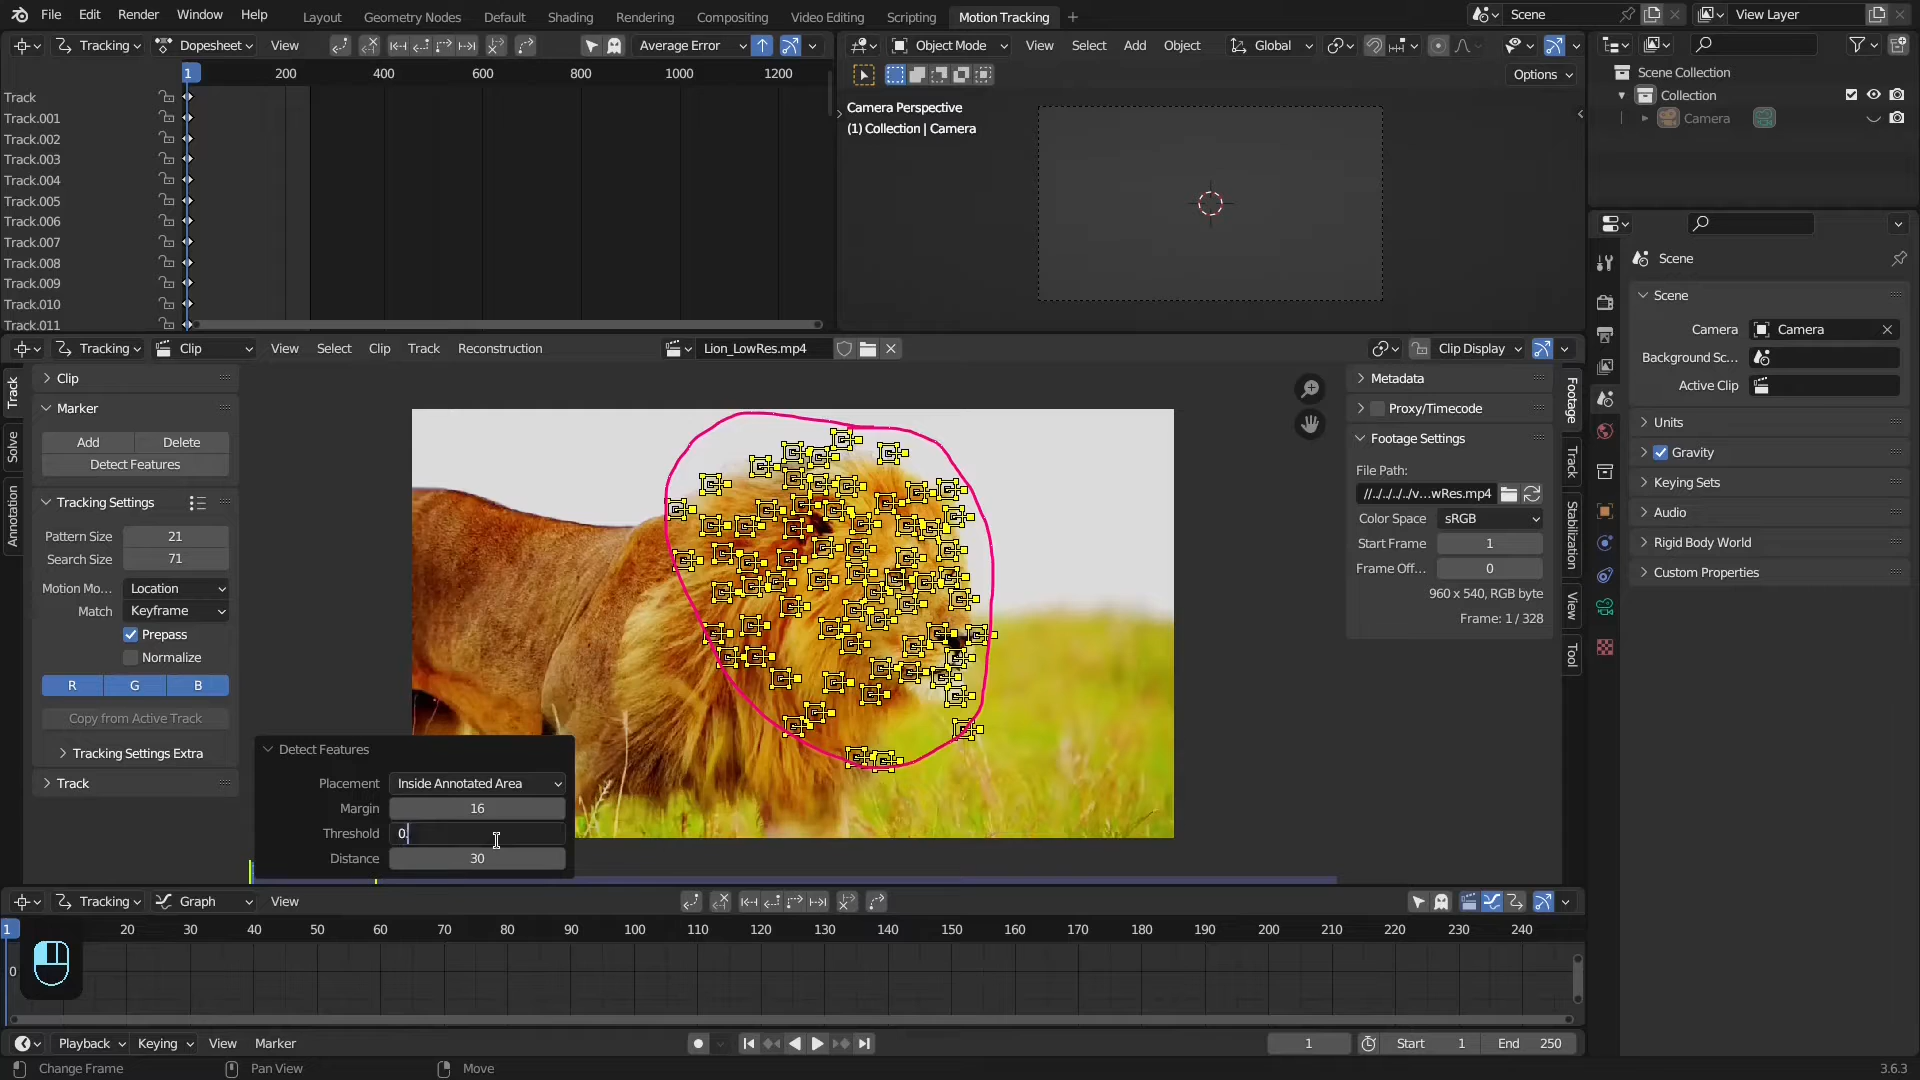 File Edit Render Window Help Layout Geometry Nodes Default Shading Rendering Compositing Video Editing Scripting Motion Tracking + Scene View Layer
Tracking Dopesheet View Average Error
1 200 400 600 800 1000 1200
Track
Track.001
Track.002
Track.003
Track.004
Track.005
Track.006
Track.007
Track.008
Track.009
Track.010
Track.011
Object Mode View Select Add Object Global
Options
Camera Perspective
(1) Collection | Camera
Scene Collection
Collection
Camera
Scene
Scene
Camera Camera
Background Sc...
Active Clip
Units
Gravity
Keying Sets
Audio
Rigid Body World
Custom Properties
Tracking Clip View Select Clip Track Reconstruction Lion_LowRes.mp4 Clip Display
Track
Solve
Annotation
Clip
Marker
Add Delete
Detect Features
Tracking Settings
Pattern Size 21
Search Size 71
Motion Mo... Location
Match Keyframe
Prepass
Normalize
R G B
Copy from Active Track
Tracking Settings Extra
Track
Detect Features
Placement Inside Annotated Area
Margin 16
Threshold 0.
Distance 30
Metadata
Proxy/Timecode
Footage Settings
File Path:
//../../../../v...wRes.mp4
Color Space sRGB
Start Frame 1
Frame Off... 0
960 x 540, RGB byte
Frame: 1 / 328
Footage
Track
Stabilization
View
Tool
Tracking Graph View
1 20 30 40 50 60 70 80 90 100 110 120 130 140 150 160 170 180 190 200 210 220 230 240
0
Playback Keying View Marker 1 Start 1 End 250
Change Frame Pan View Move 3.6.3